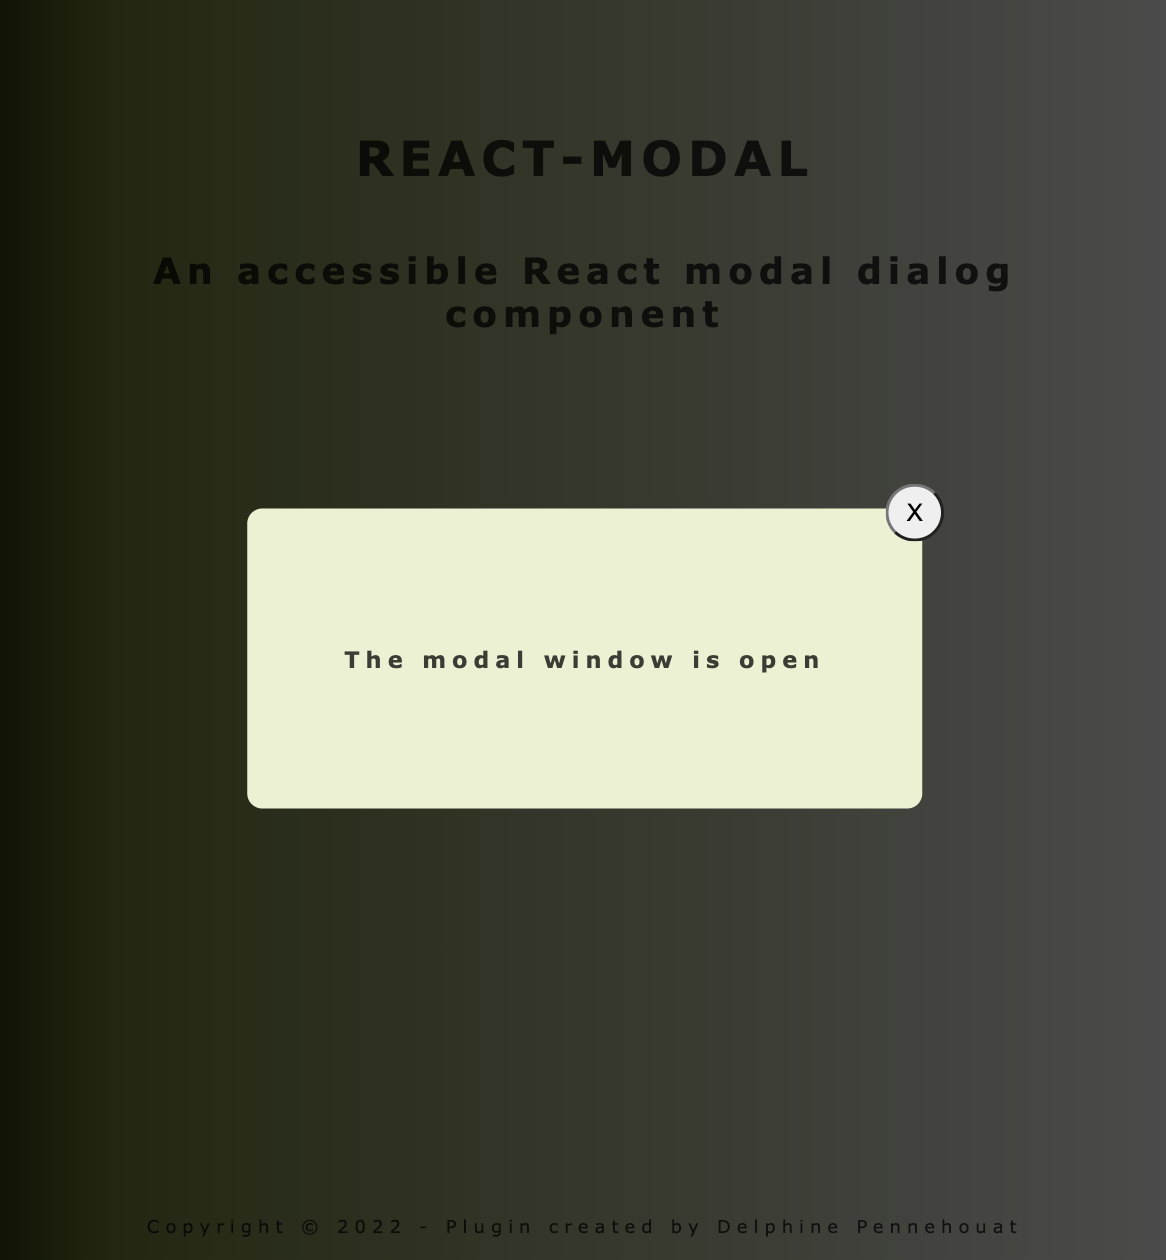 REACT-MODAL
An accessible React modal dialog
component
X
The modal window is open
Copyright © 2022 - Plugin created by Delphine Pennehouat